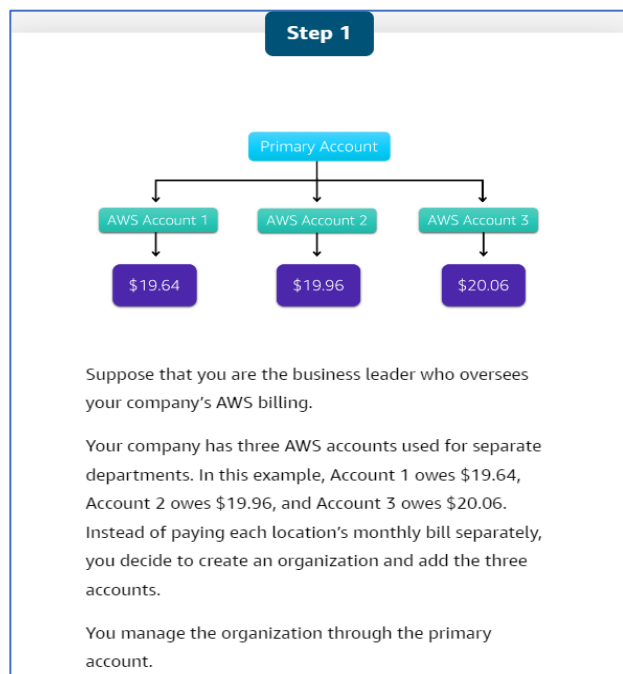 Step 1
Primary Account
AWS Account 1
AWS Account 2
AWS Account 3
$19.64
$19.96
$20.06
Suppose that you are the business leader who oversees
your company’s AWS billing.
Your company has three AWS accounts used for separate
departments. In this example, Account 1 owes $19.64,
Account 2 owes $19.96, and Account 3 owes $20.06.
Instead of paying each location’s monthly bill separately,
you decide to create an organization and add the three
accounts.
You manage the organization through the primary
account.